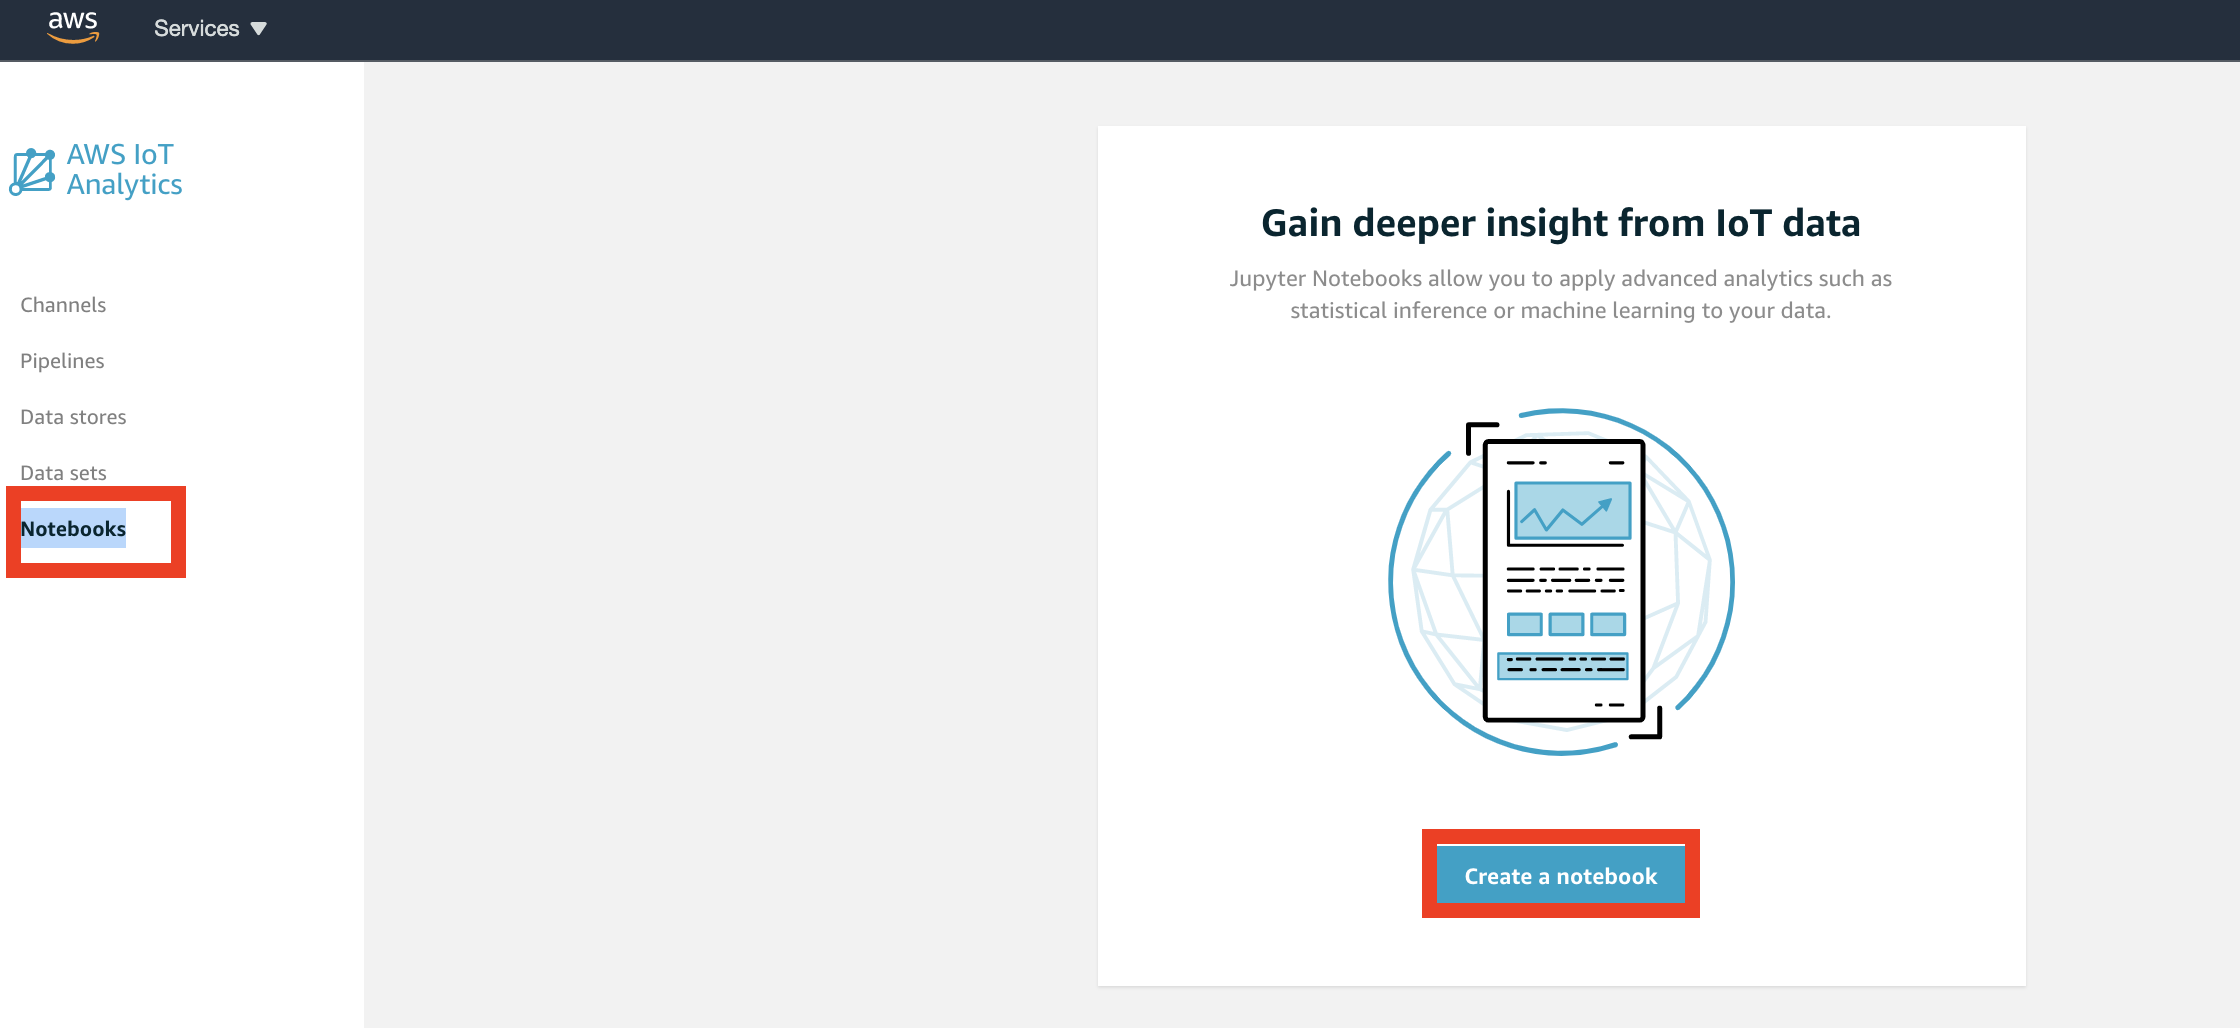 aws
Services
AWS IoT
Analytics
Channels
Pipelines
Data stores
Data sets
Notebooks
Gain deeper insight from IoT data
Jupyter Notebooks allow you to apply advanced analytics such as
statistical inference or machine learning to your data.
Create a notebook